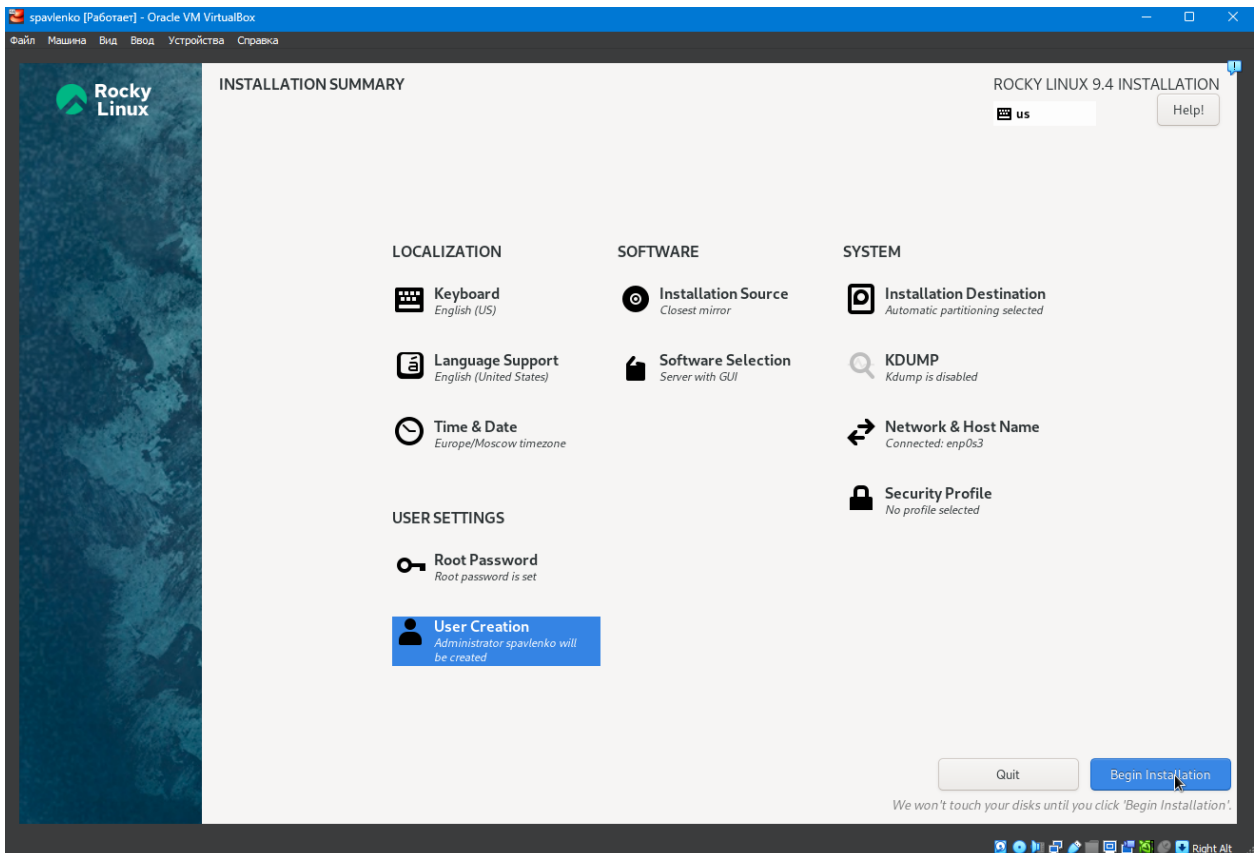 spavlenko [Работает] - Oracle VM VirtualBox
Файл Машина Вид Ввод Устройства Справка
Rocky
Linux
INSTALLATION SUMMARY
ROCKY LINUX 9.4 INSTALLATION
us
Help!
LOCALIZATION
Keyboard
English (US)
Language Support
English (United States)
Time & Date
Europe/Moscow timezone
SOFTWARE
Installation Source
Closest mirror
Software Selection
Server with GUI
SYSTEM
Installation Destination
Automatic partitioning selected
KDUMP
Kdump is disabled
Network & Host Name
Connected: enp0s3
Security Profile
No profile selected
USER SETTINGS
Root Password
Root password is set
User Creation
Administrator spavlenko will
be created
Quit
Begin Installation
We won't touch your disks until you click 'Begin Installation'.
Right Alt